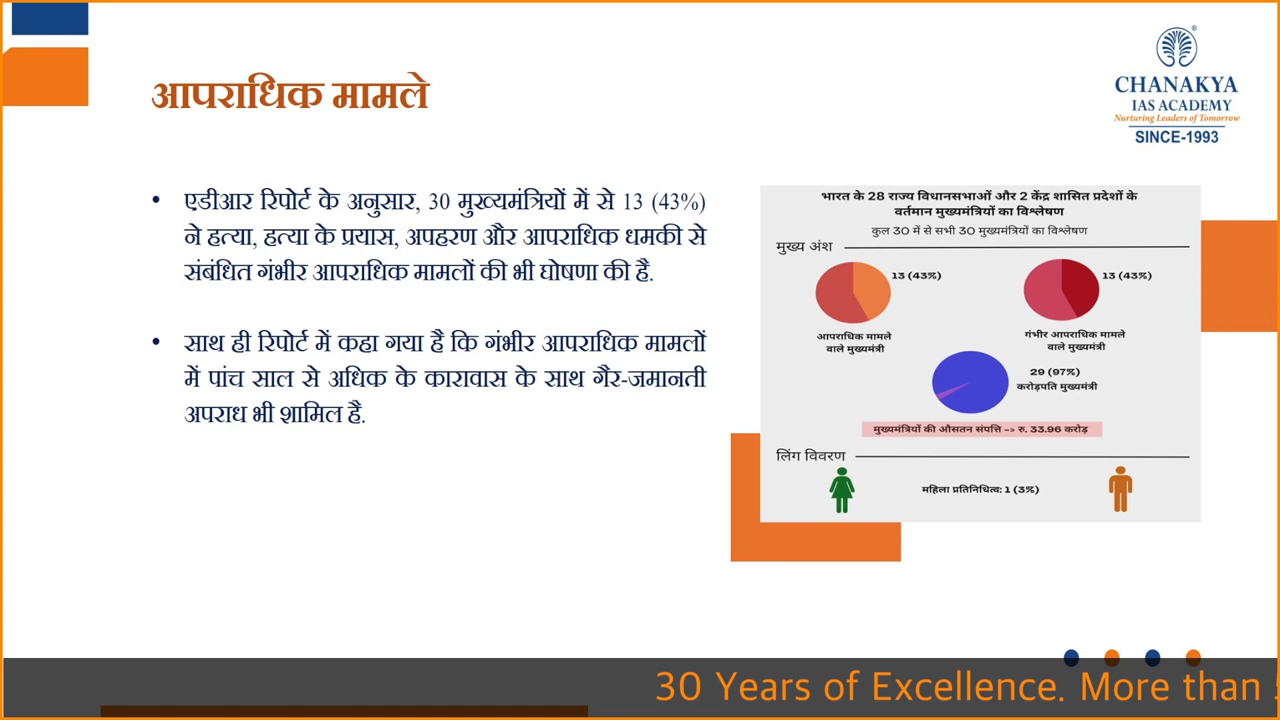 आपराधिक मामले
CHANAKYA
IAS ACADEMY
Nurturing Leaders of Tomorrow
SINCE-1993
• एडीआर रिपोर्ट के अनुसार, 30 मुख्यमंत्रियों में से 13 (43%)
ने हत्या, हत्या के प्रयास, अपहरण और आपराधिक धमकी से
संबंधित गंभीर आपराधिक मामलों की भी घोषणा की है.
• साथ ही रिपोर्ट में कहा गया है कि गंभीर आपराधिक मामलों
में पांच साल से अधिक के कारावास के साथ गैर-जमानती
अपराध भी शामिल है.
भारत के 28 राज्य विधानसभाओं और 2 केंद्र शासित प्रदेशों के
वर्तमान मुख्यमंत्रियों का विश्लेषण
कुल 30 में से सभी 30 मुख्यमंत्रियों का विश्लेषण
मुख्य अंश
13 (43%)
आपराधिक मामले
वाले मुख्यमंत्री
13 (43%)
गंभीर आपराधिक मामले
वाले मुख्यमंत्री
29 (97%)
करोड़पति मुख्यमंत्री
मुख्यमंत्रियों की औसतन संपत्ति –> रु. 33.96 करोड़
लिंग विवरण
महिला प्रतिनिधित्व: 1 (3%)
30 Years of Excellence. More than